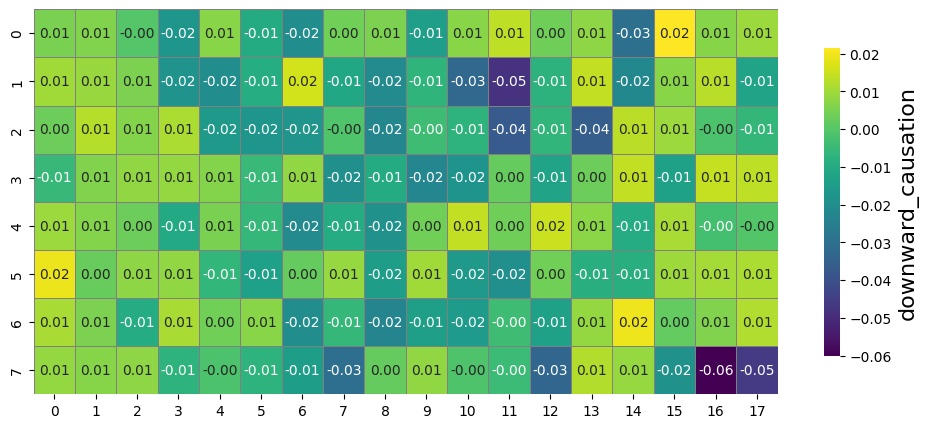 0 0.01 0.01 -0.00 -0.02 0.01 -0.01 -0.02 0.00 0.01 -0.01 0.01 0.01 0.00 0.01 -0.03 0.02 0.01 0.01
1 0.01 0.01 0.01 -0.02 -0.02 -0.01 0.02 -0.01 -0.02 -0.01 -0.03 -0.05 -0.01 0.01 -0.02 0.01 0.01 -0.01
2 0.00 0.01 0.01 0.01 -0.02 -0.02 -0.02 -0.00 -0.02 -0.00 -0.01 -0.04 -0.01 -0.04 0.01 0.01 -0.00 -0.01
3 -0.01 0.01 0.01 0.01 0.01 -0.01 0.01 -0.02 -0.01 -0.02 -0.02 0.00 -0.01 0.00 0.01 -0.01 0.01 0.01
4 0.01 0.01 0.00 -0.01 0.01 -0.01 -0.02 -0.01 -0.02 0.00 0.01 0.00 0.02 0.01 -0.01 0.01 -0.00 -0.00
5 0.02 0.00 0.01 0.01 -0.01 -0.01 0.00 0.01 -0.02 0.01 -0.02 -0.02 0.00 -0.01 -0.01 0.01 0.01 0.01
6 0.01 0.01 -0.01 0.01 0.00 0.01 -0.02 -0.01 -0.02 -0.01 -0.02 -0.00 -0.01 0.01 0.02 0.00 0.01 0.01
7 0.01 0.01 0.01 -0.01 -0.00 -0.01 -0.01 -0.03 0.00 0.01 -0.00 -0.00 -0.03 0.01 0.01 -0.02 -0.06 -0.05
0 1 2 3 4 5 6 7 8 9 10 11 12 13 14 15 16 17
0.02
0.01
0.00
−0.01
−0.02
−0.03
−0.04
−0.05
−0.06
downward_causation